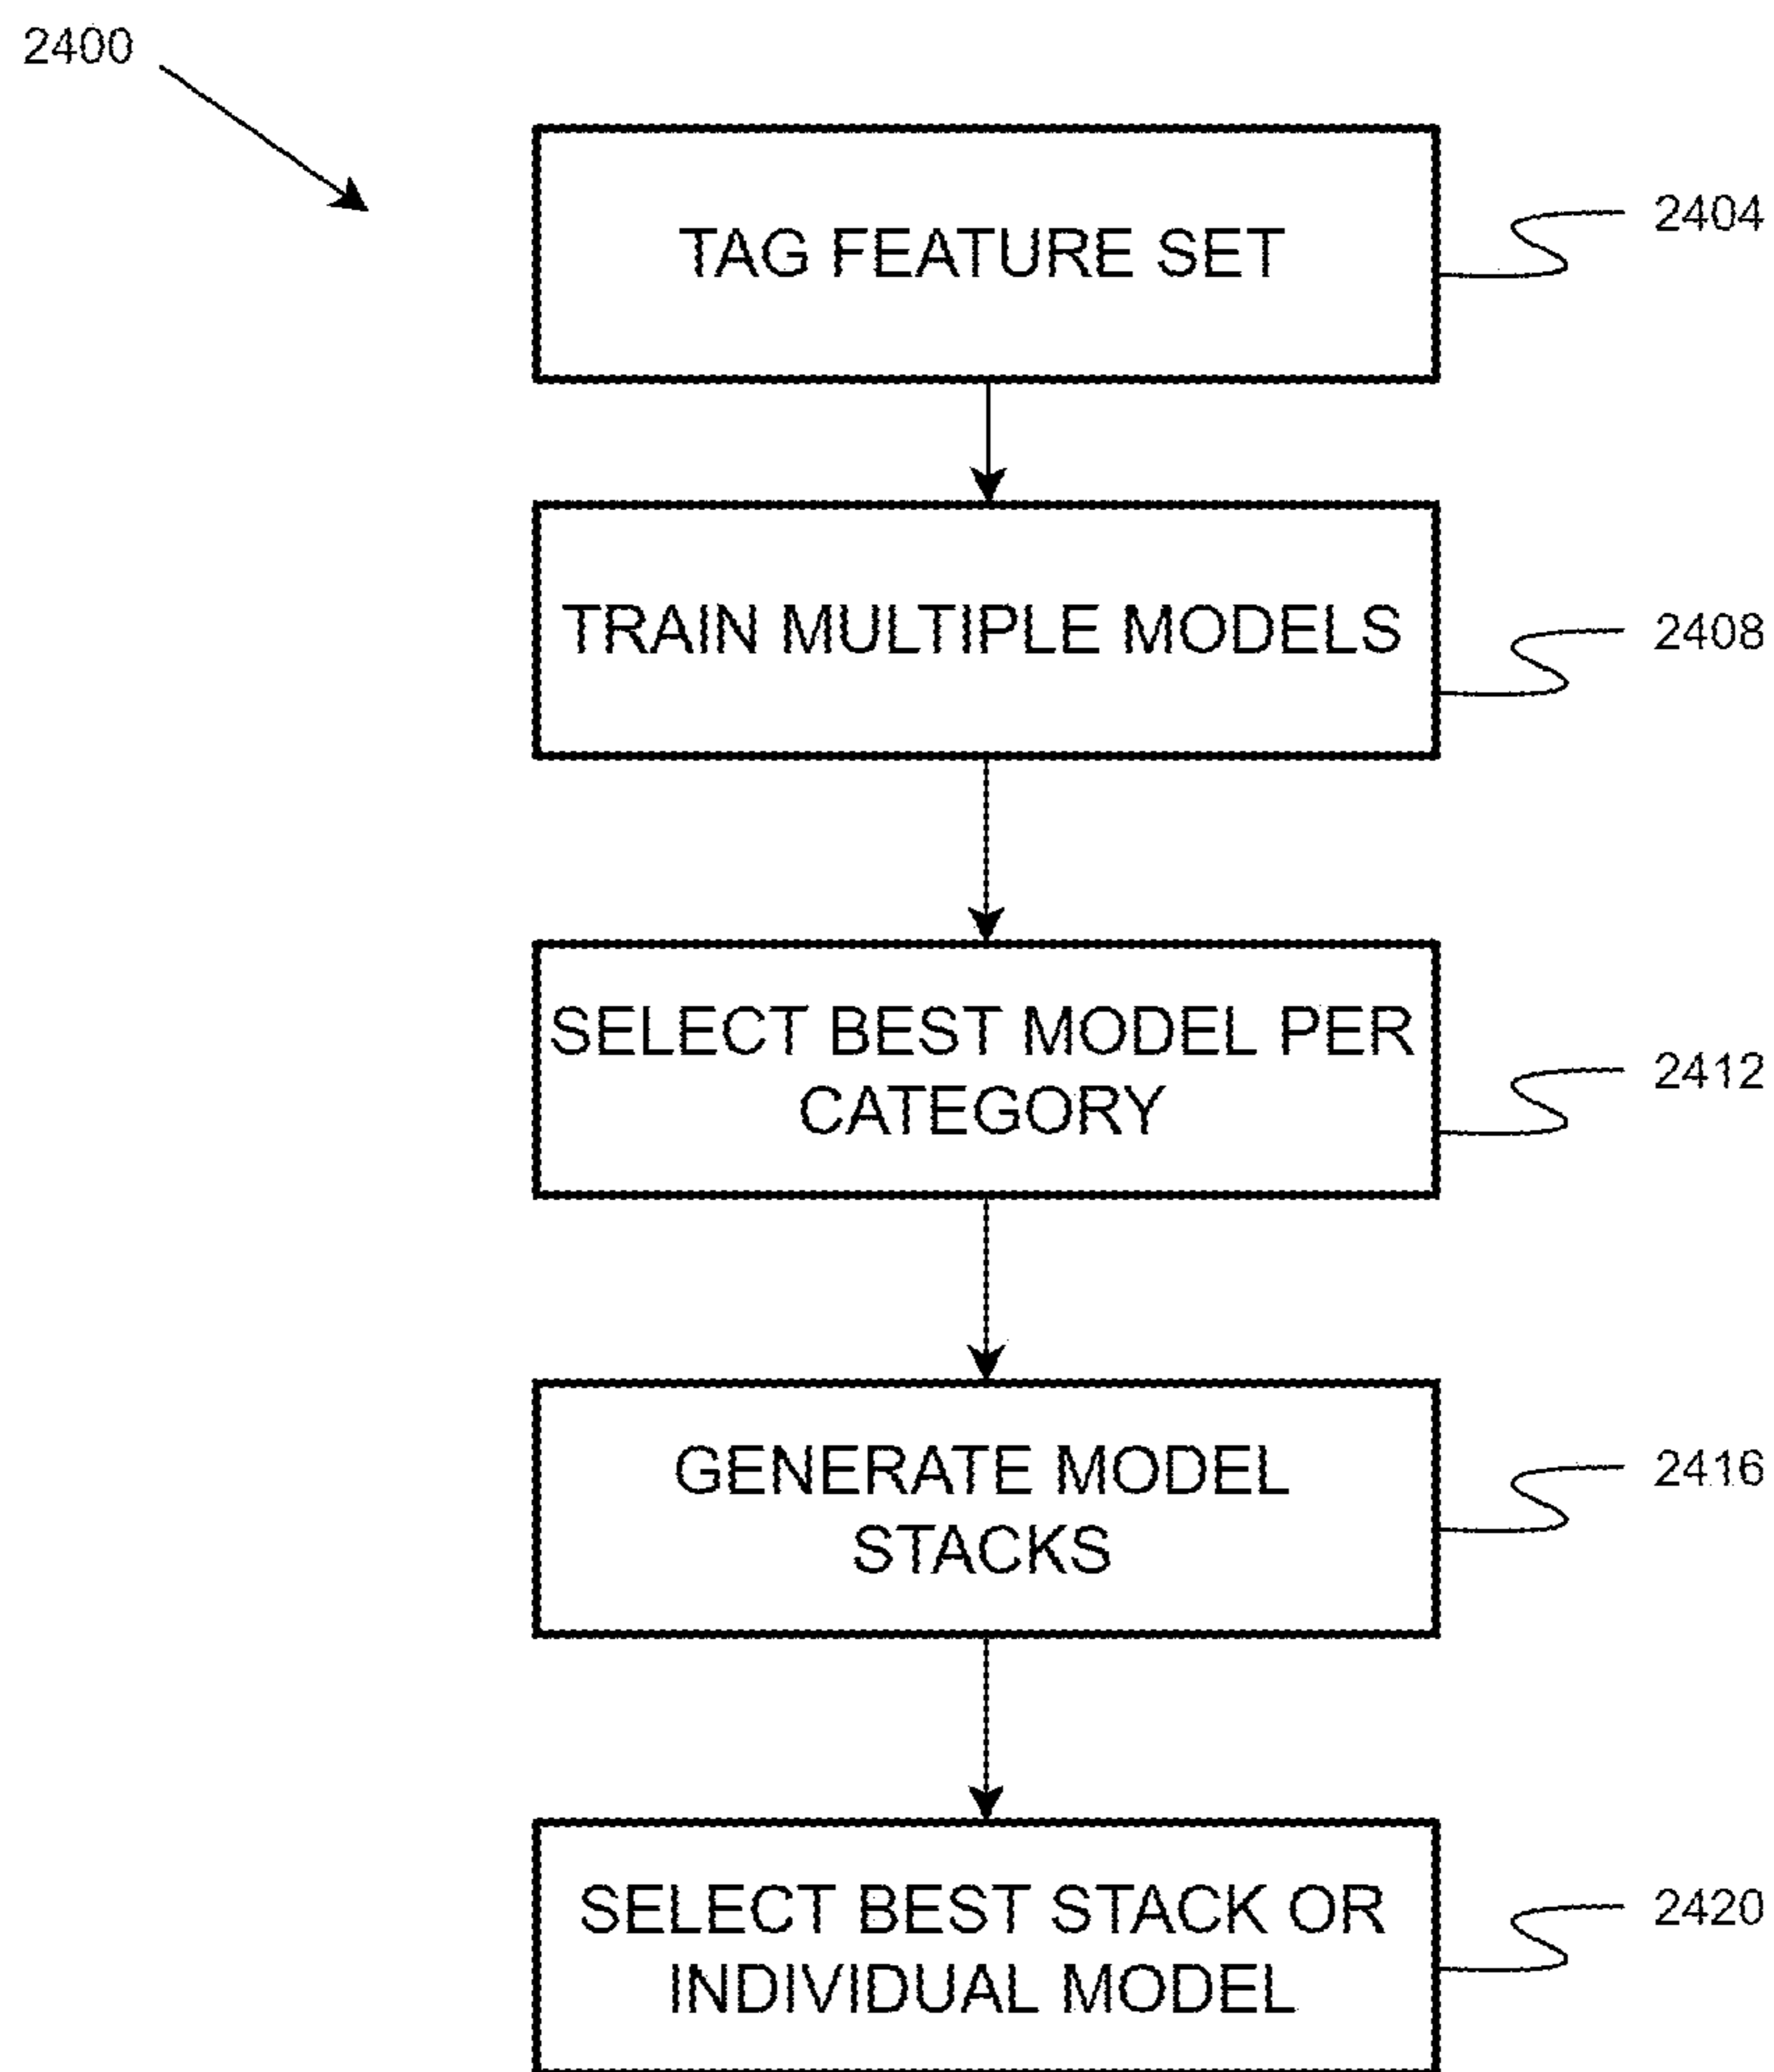 2400
TAG FEATURE SET
2404
TRAIN MULTIPLE MODELS
2408
SELECT BEST MODEL PER
CATEGORY
2412
GENERATE MODEL
STACKS
2416
SELECT BEST STACK OR
INDIVIDUAL MODEL
2420